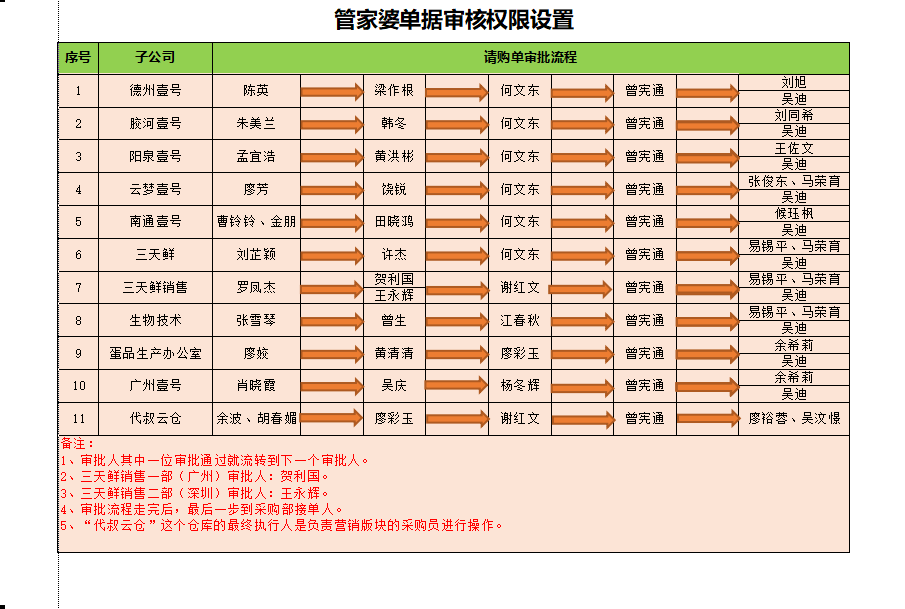 管家婆单据审核权限设置
序号 子公司 请购单审批流程
1 德州壹号 陈英 梁作根 何文东 曾宪通 刘旭 吴迪
2 胶河壹号 朱美兰 韩冬 何文东 曾宪通 刘同希 吴迪
3 阳泉壹号 孟宜浩 黄洪彬 何文东 曾宪通 王佐文 吴迪
4 云梦壹号 廖芳 饶锐 何文东 曾宪通 张俊东、马荣育 吴迪
5 南通壹号 曹铃铃、金朋 田晓鸿 何文东 曾宪通 候珏枫 吴迪
6 三天鲜 刘芷颖 许杰 何文东 曾宪通 易锡平、马荣育 吴迪
7 三天鲜销售 罗凤杰 贺利国 王永辉 谢红文 曾宪通 易锡平、马荣育 吴迪
8 生物技术 张雪琴 曾生 江春秋 曾宪通 易锡平、马荣育 吴迪
9 蛋品生产办公室 廖姣 黄清清 廖彩玉 曾宪通 余希莉 吴迪
10 广州壹号 肖晓霞 吴庆 杨冬辉 曾宪通 余希莉 吴迪
11 代叔云仓 余波、胡春媚 廖彩玉 谢红文 曾宪通 廖裕蓉、吴汶憬
备注：
1、审批人其中一位审批通过就流转到下一个审批人。
2、三天鲜销售一部（广州）审批人：贺利国。
3、三天鲜销售二部（深圳）审批人：王永辉。
4、审批流程走完后，最后一步到采购部接单人。
5、“代叔云仓”这个仓库的最终执行人是负责营销版块的采购员进行操作。